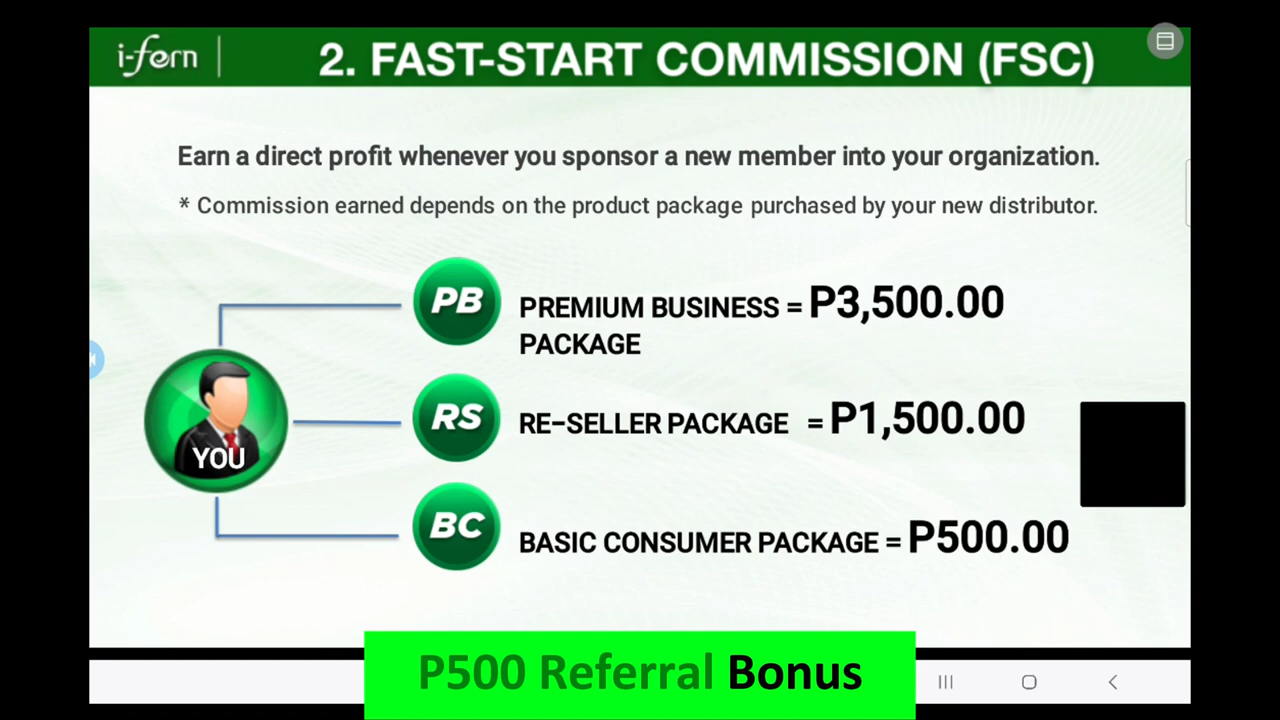 i-fern
2. FAST-START COMMISSION (FSC)
Earn a direct profit whenever you sponsor a new member into your organization.
* Commission earned depends on the product package purchased by your new distributor.
PB
PREMIUM BUSINESS = P3,500.00
PACKAGE
YOU
RS
RE-SELLER PACKAGE = P1,500.00
BC
BASIC CONSUMER PACKAGE = P500.00
P500 Referral Bonus